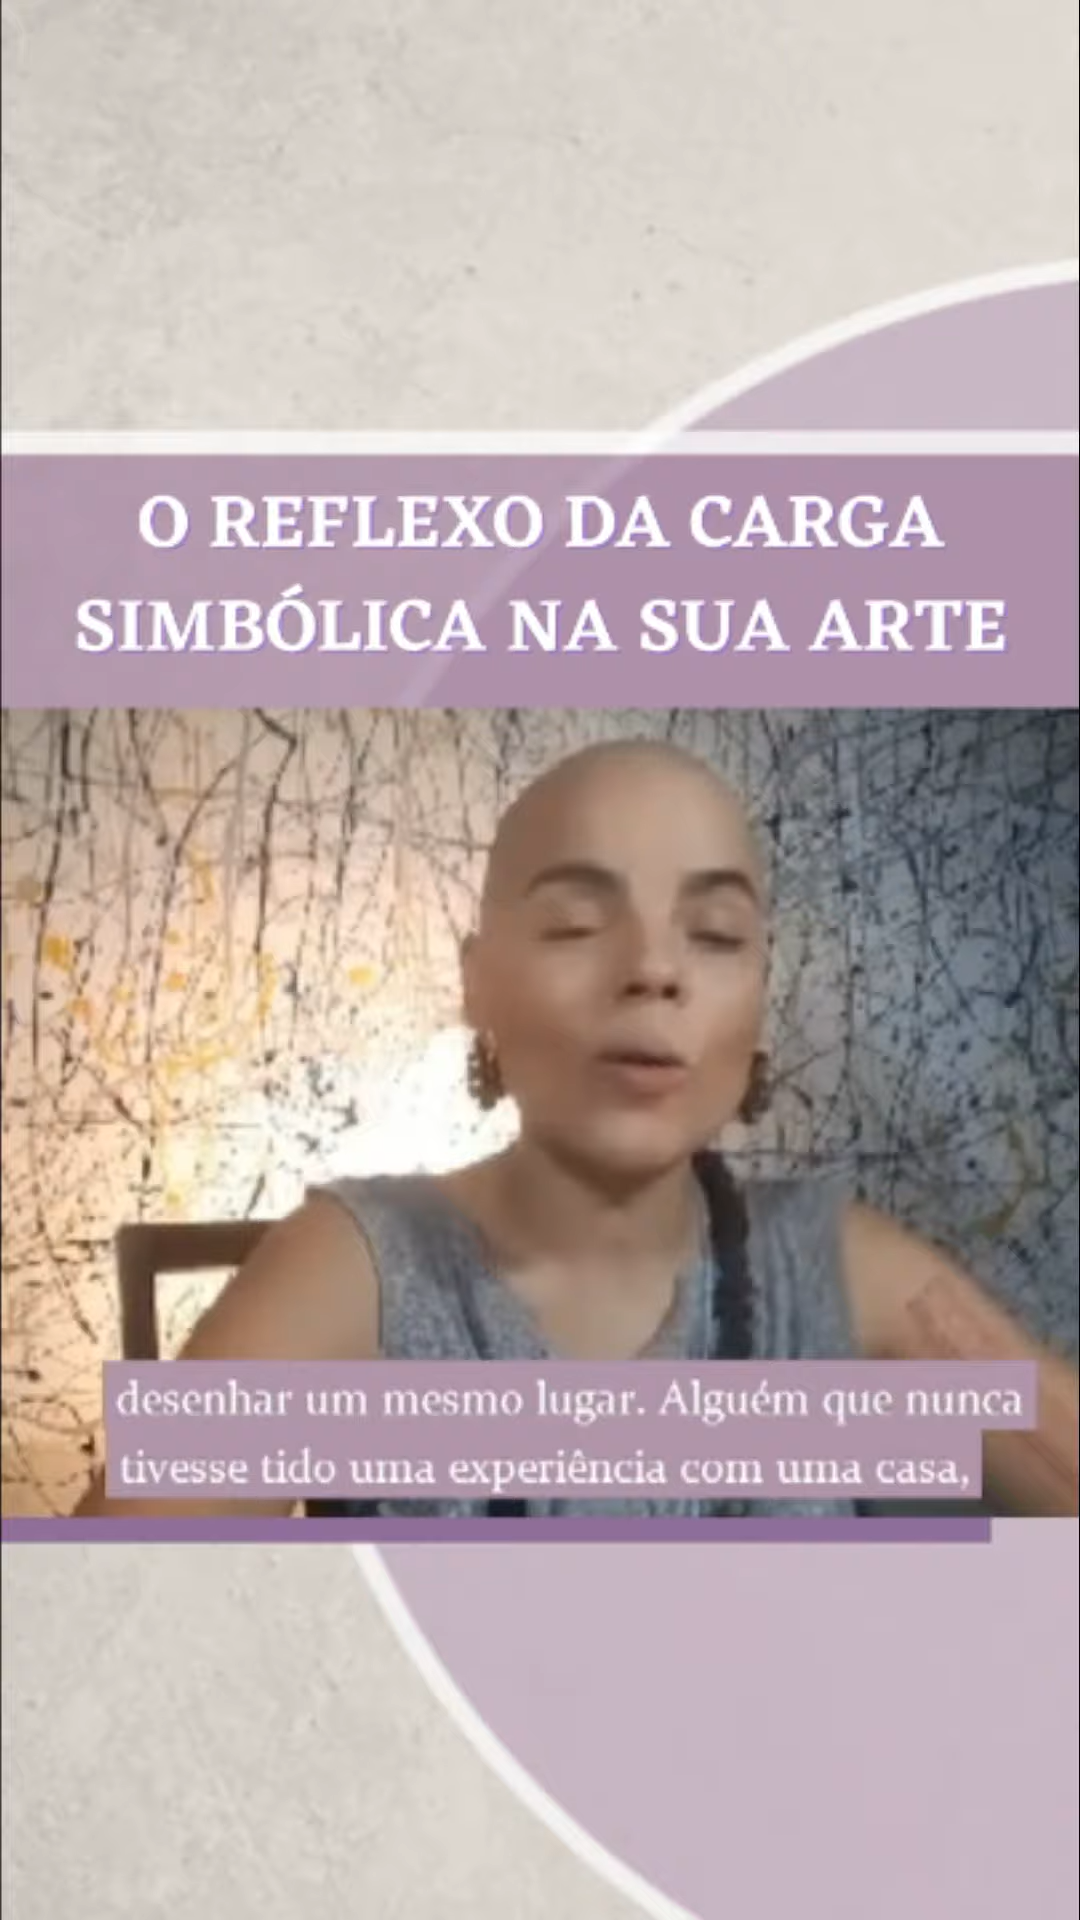 O REFLEXO DA CARGA
SIMBÓLICA NA SUA ARTE
desenhar um mesmo lugar. Alguém que nunca
tivesse tido uma experiência com uma casa,